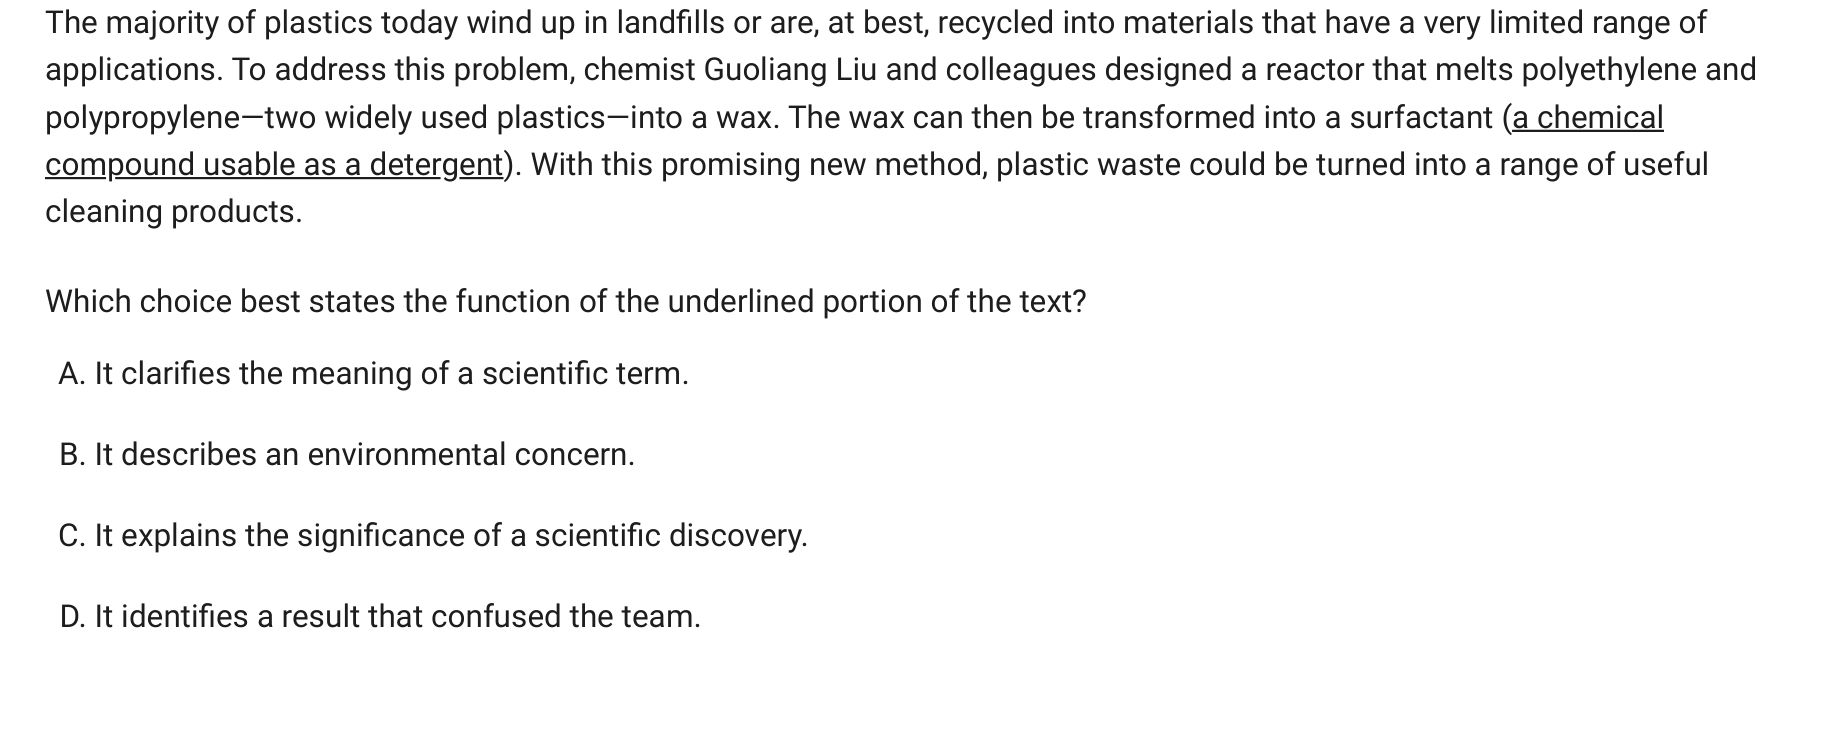 The majority of plastics today wind up in landfills or are, at best, recycled into materials that have a very limited range of
applications. To address this problem, chemist Guoliang Liu and colleagues designed a reactor that melts polyethylene and
polypropylene—two widely used plastics—into a wax. The wax can then be transformed into a surfactant (a chemical
compound usable as a detergent). With this promising new method, plastic waste could be turned into a range of useful
cleaning products.
Which choice best states the function of the underlined portion of the text?
A. It clarifies the meaning of a scientific term.
B. It describes an environmental concern.
C. It explains the significance of a scientific discovery.
D. It identifies a result that confused the team.